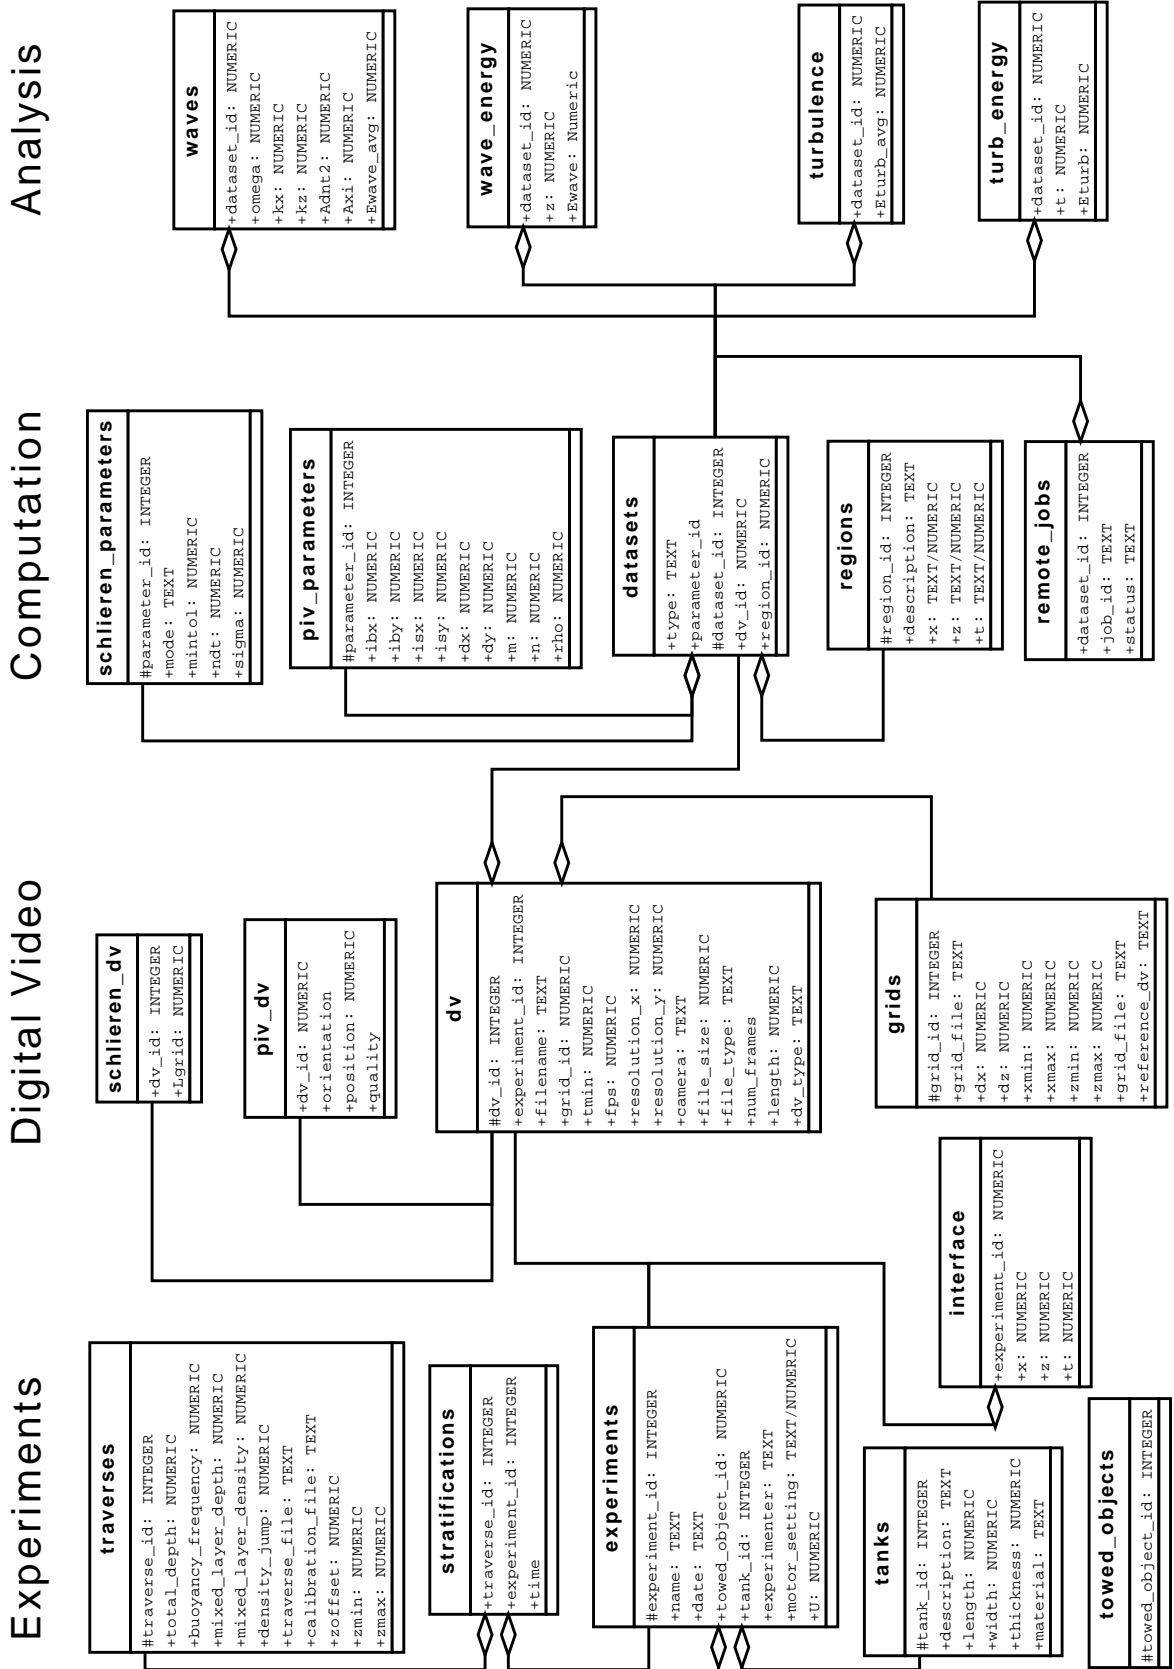 Experiments
traverses
#traverse_id: INTEGER
+total_depth: NUMERIC
+buoyancy_frequency: NUMERIC
+mixed_layer_depth: NUMERIC
+mixed_layer_density: NUMERIC
+density_jump: NUMERIC
+traverse_file: TEXT
+calibration_file: TEXT
+zoffset: NUMERIC
+zmin: NUMERIC
+zmax: NUMERIC
stratifications
+traverse_id: INTEGER
+experiment_id: INTEGER
+time
experiments
#experiment_id: INTEGER
+name: TEXT
+date: TEXT
+towed_object_id: NUMERIC
+tank_id: INTEGER
+experimenter: TEXT
+motor_setting: TEXT/NUMERIC
+U: NUMERIC
tanks
#tank_id: INTEGER
+description: TEXT
+length: NUMERIC
+width: NUMERIC
+thickness: NUMERIC
+material: TEXT
interface
+experiment_id: NUMERIC
+x: NUMERIC
+z: NUMERIC
+t: NUMERIC
towed_objects
#towed_object_id: INTEGER
Digital Video
schlieren_dv
+dv_id: INTEGER
+Lgrid: NUMERIC
piv_dv
+dv_id: NUMERIC
+orientation
+position: NUMERIC
+quality
dv
#dv_id: INTEGER
+experiment_id: INTEGER
+filename: TEXT
+grid_id: NUMERIC
+tmin: NUMERIC
+fps: NUMERIC
+resolution_x: NUMERIC
+resolution_y: NUMERIC
+camera: TEXT
+file_size: NUMERIC
+file_type: TEXT
+num_frames
+length: NUMERIC
+dv_type: TEXT
grids
#grid_id: INTEGER
+grid_file: TEXT
+dx: NUMERIC
+dz: NUMERIC
+xmin: NUMERIC
+xmax: NUMERIC
+zmin: NUMERIC
+zmax: NUMERIC
+grid_file: TEXT
+reference_dv: TEXT
Computation
schlieren_parameters
#parameter_id: INTEGER
+mode: TEXT
+mintol: NUMERIC
+ndt: NUMERIC
+sigma: NUMERIC
piv_parameters
#parameter_id: INTEGER
+ibx: NUMERIC
+iby: NUMERIC
+isx: NUMERIC
+isy: NUMERIC
+dx: NUMERIC
+dy: NUMERIC
+m: NUMERIC
+n: NUMERIC
+rho: NUMERIC
datasets
+type: TEXT
+parameter_id
#dataset_id: INTEGER
+dv_id: NUMERIC
+region_id: NUMERIC
regions
#region_id: NUMERIC
+description: TEXT
+x: TEXT/NUMERIC
+z: TEXT/NUMERIC
+t: TEXT/NUMERIC
remote_jobs
+dataset_id: INTEGER
+job_id: TEXT
+status: TEXT
Analysis
waves
+dataset_id: NUMERIC
+omega: NUMERIC
+kx: NUMERIC
+kz: NUMERIC
+Adnt2: NUMERIC
+Axi: NUMERIC
+Ewave_avg: NUMERIC
wave_energy
+dataset_id: NUMERIC
+z: NUMERIC
+Ewave: Numeric
turbulence
+dataset_id: NUMERIC
+Eturb_avg: NUMERIC
turb_energy
+dataset_id: NUMERIC
+t: NUMERIC
+Eturb: NUMERIC